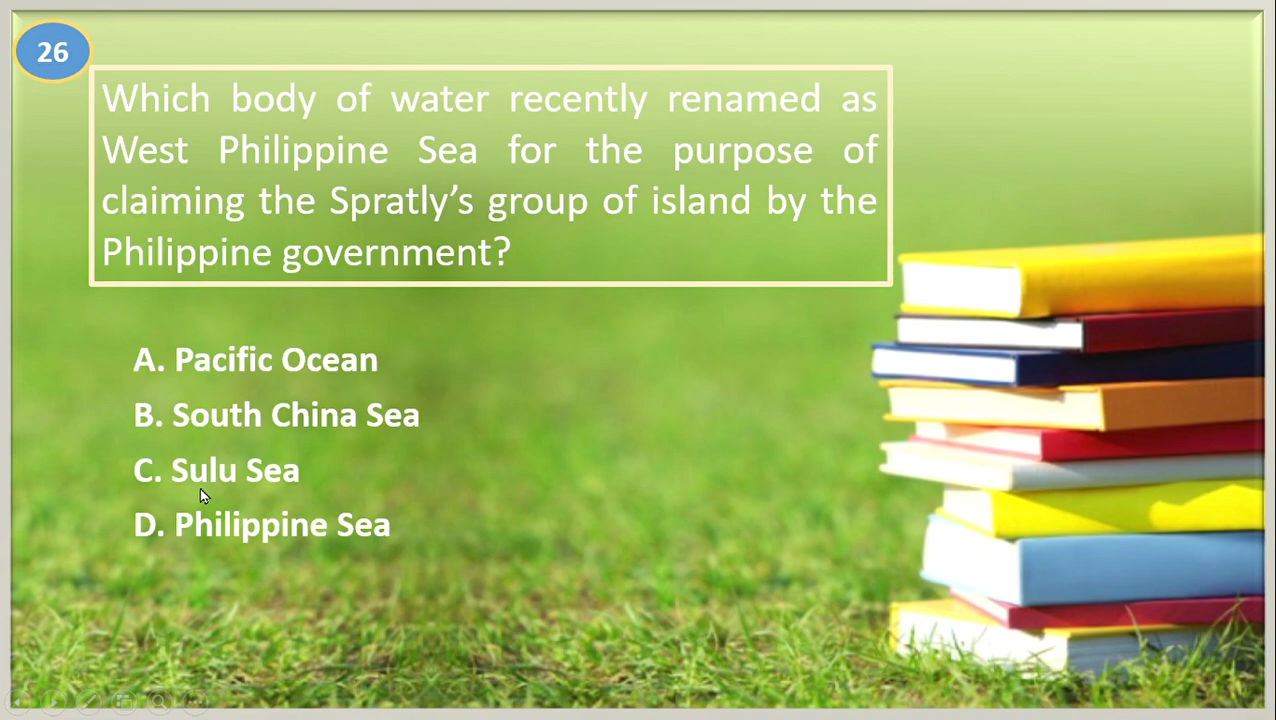 26
Which body of water recently renamed as
West Philippine Sea for the purpose of
claiming the Spratly’s group of island by the
Philippine government?
A. Pacific Ocean
B. South China Sea
C. Sulu Sea
D. Philippine Sea